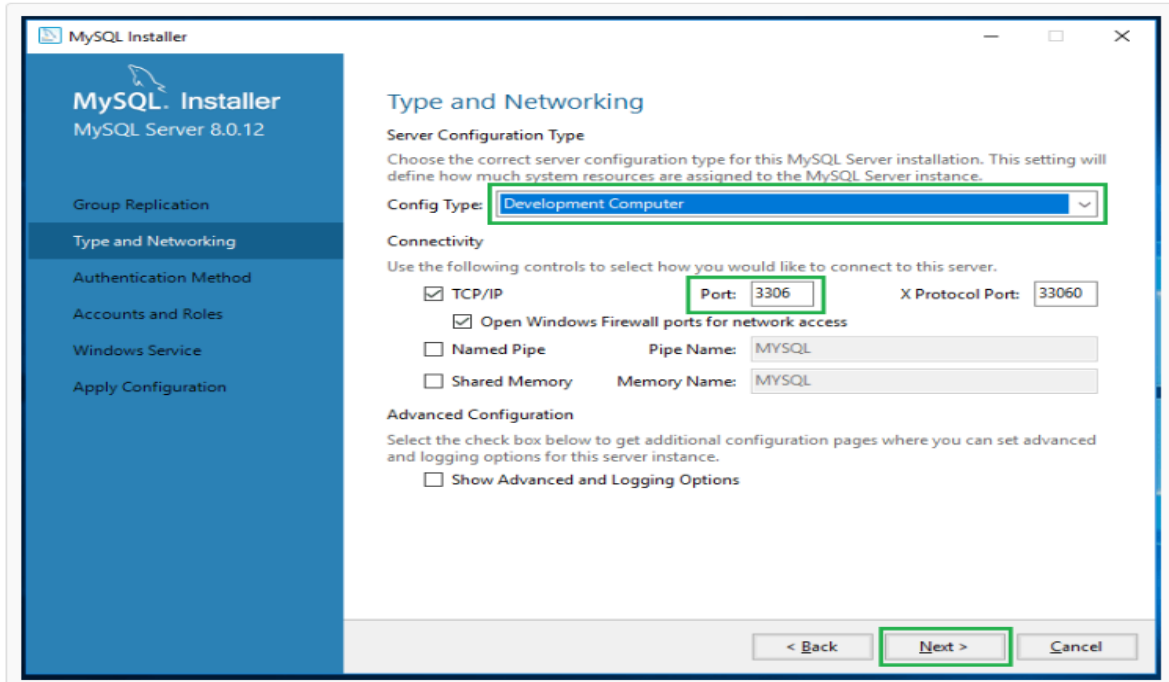 MySQL Installer
MySQL. Installer
MySQL Server 8.0.12
Group Replication
Type and Networking
Authentication Method
Accounts and Roles
Windows Service
Apply Configuration
Type and Networking
Server Configuration Type
Choose the correct server configuration type for this MySQL Server installation. This setting will
define how much system resources are assigned to the MySQL Server instance.
Config Type: Development Computer
Connectivity
Use the following controls to select how you would like to connect to this server.
TCP/IP Port: 3306 X Protocol Port: 33060
Open Windows Firewall ports for network access
Named Pipe Pipe Name: MYSQL
Shared Memory Memory Name: MYSQL
Advanced Configuration
Select the check box below to get additional configuration pages where you can set advanced
and logging options for this server instance.
Show Advanced and Logging Options
< Back Next > Cancel